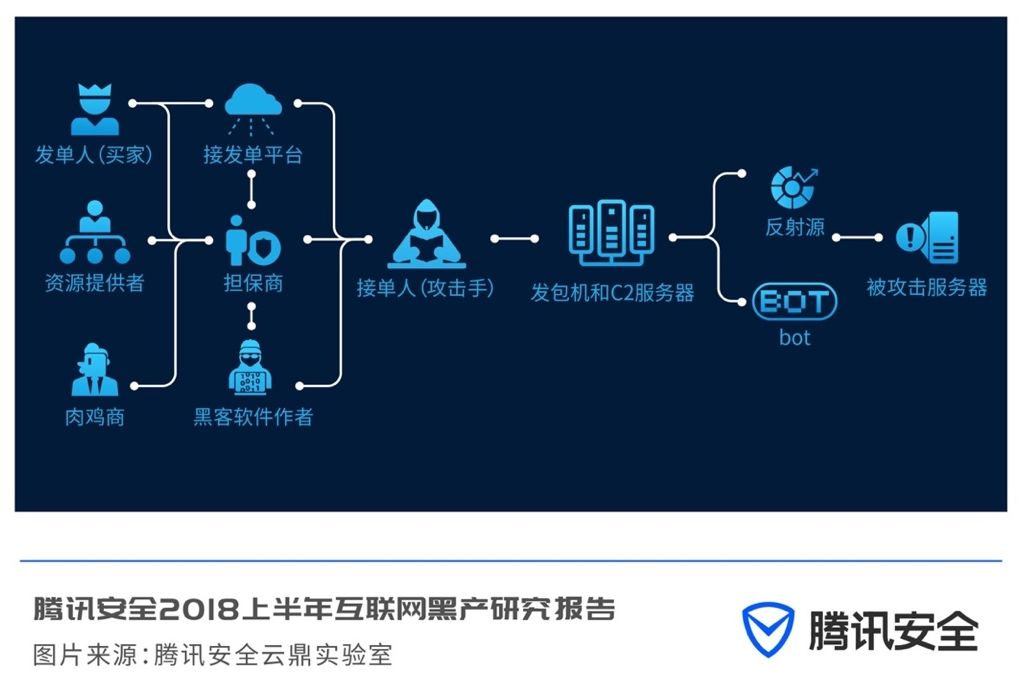 发单人(买家)
接发单平台
资源提供者
担保商
接单人(攻击手)
发包机和C2服务器
反射源
被攻击服务器
BOT
bot
肉鸡商
黑客软件作者
1010
1010
0011
腾讯安全2018上半年互联网黑产研究报告
图片来源:腾讯安全云鼎实验室
腾讯安全